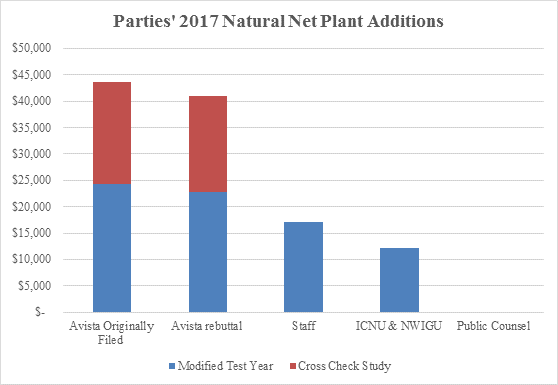 Parties' 2017 Natural Net Plant Additions
$50,000
$45,000
$40,000
$35,000
$30,000
$25,000
$20,000
$15,000
$10,000
$5,000
$-
Avista Originally
Filed
Avista rebuttal
Staff
ICNU & NWIGU
Public Counsel
Modified Test Year
Cross Check Study